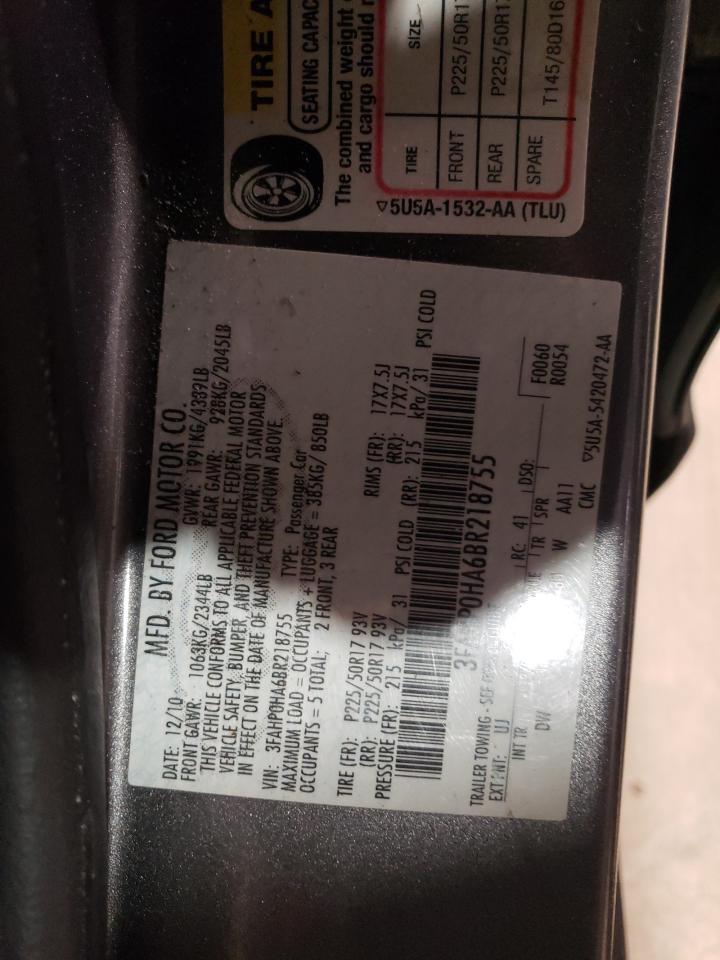 MFD. BY FORD MOTOR CO.
DATE: 12/10 GVWR: 1991KG/4389LB
FRONT GAWR: 1063KG/2344LB REAR GAWR: 928KG/2045LB
THIS VEHICLE CONFORMS TO ALL APPLICABLE FEDERAL MOTOR
VEHICLE SAFETY, BUMPER, AND THEFT PREVENTION STANDARDS
IN EFFECT ON THE DATE OF MANUFACTURE SHOWN ABOVE.
VIN: 3FAHP0HA6BR218755 TYPE: Passenger Car
MAXIMUM LOAD = OCCUPANTS + LUGGAGE = 385KG/850LB
OCCUPANTS = 5 TOTAL; 2 FRONT, 3 REAR
TIRE (FR): P225/50R17 93V RIMS (FR): 17X7.5J
(RR): P225/50R17 93V (RR): 17X7.5J
PRESSURE (FR): 215 kPa/ 31 PSI COLD (RR): 215 kPa/ 31 PSI COLD
3FAHP0HA6BR218755
TRAILER TOWING -
EXT PNT: UJ RC: 41 DSO: F0060
R0054
INT TR TR SPR
DW W AA11
CMC ▽5U5A-5420472-AA
TIRE A
SEATING CAPAC
The combined weight
and cargo should
TIRE SIZE
FRONT P225/50R17
REAR P225/50R17
SPARE T145/80D16
▽5U5A-1532-AA (TLU)